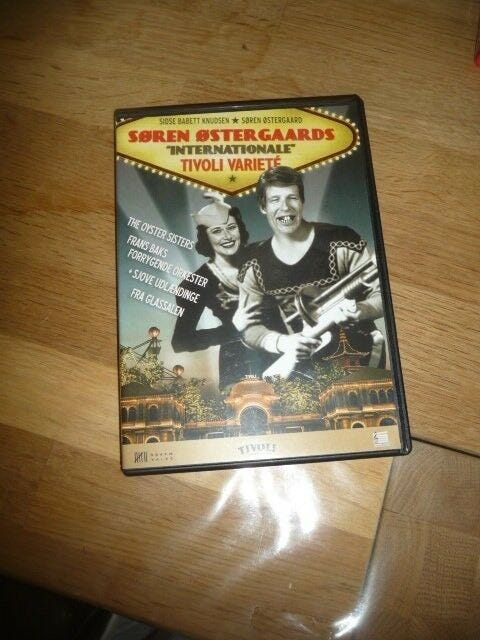 SIDSE BABETT KNUDSEN ★ SØREN ØSTERGAARD
SØREN ØSTERGAARDS
"INTERNATIONALE"
TIVOLI VARIETÉ
THE OYSTER SISTERS
FRANS BAKS
FORRYGENDE ORKESTER
+ SJOVE UDLÆNDINGE
FRA GLASSALEN
TIVOLI